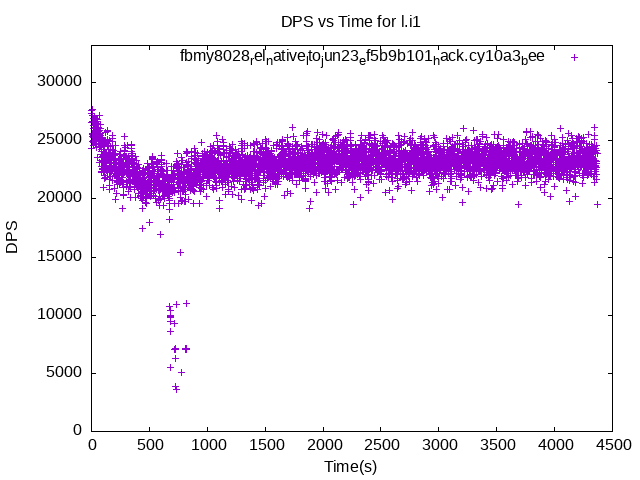 DPS vs Time for l.i1
fbmy8028relnativeltojun23ef5b9b101hack.cy10a3bee
30000
25000
20000
15000
10000
5000
0
DPS
0 500 1000 1500 2000 2500 3000 3500 4000 4500
Time(s)